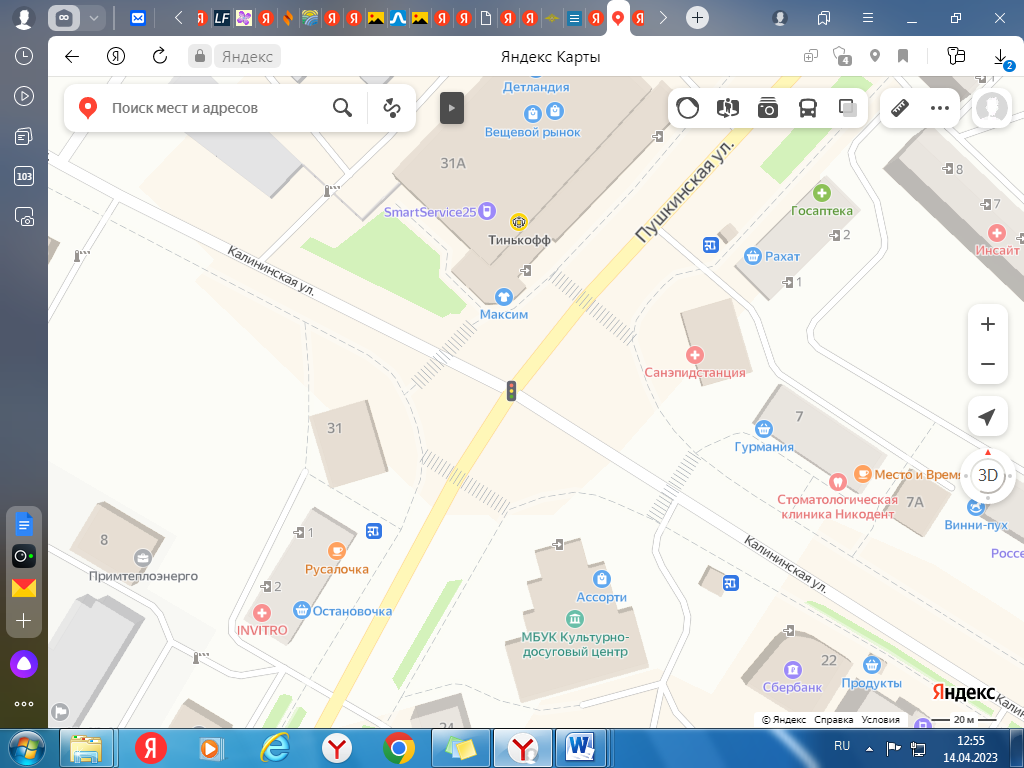 Яндекс
Яндекс Карты
4
2
103
Поиск мест и адресов
Детландия
Вещевой рынок
31А
SmartService25
Тинькофф
Максим
Пушкинская ул.
Госаптека
2
Рахат
1
8
7
Инсайт
Калининская ул.
Санэпидстанция
31
7
Гурмания
Место и Время
Стоматологическая
клиника Никодент
7А
3D
Винни-пух
Россе
8
Примтеплоэнерго
1
Русалочка
2
Остановочка
INVITRO
Калининская ул.
Ассорти
МБУК Культурно-
досуговый центр
22
Сбербанк
Продукты
24
Яндекс
© Яндекс Справка Условия
20 м
RU
12:55
14.04.2023